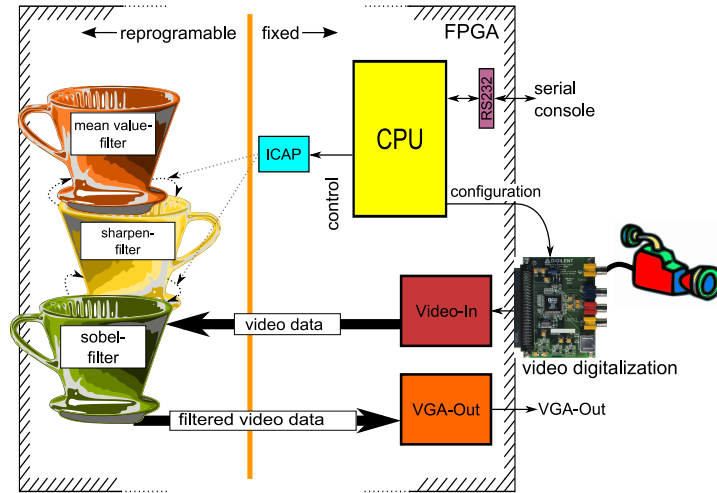 reprogramable
fixed
FPGA
mean value-
filter
ICAP
CPU
RS232
serial
console
control
configuration
sharpen-
filter
DIGILENT
Video-In
video data
sobel-
filter
video digitalization
filtered video data
VGA-Out
VGA-Out